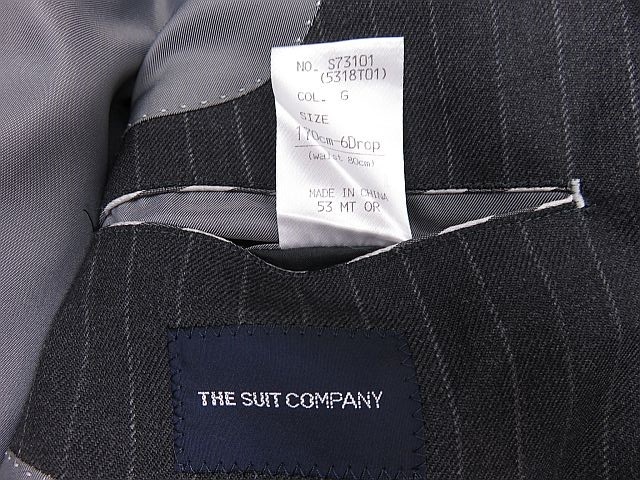 NO. S73101
(5318T01)
COL. G
SIZE
170cm-6Drop
(waist 80cm)
MADE IN CHINA
53 MT OR
THE SUIT COMPANY